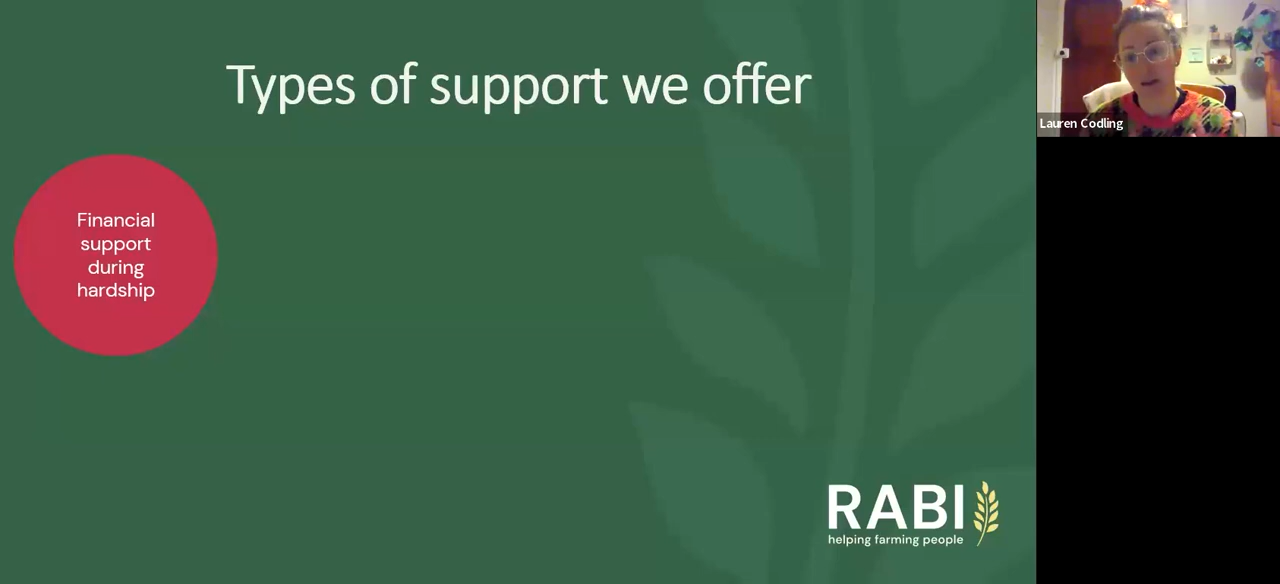 Types of support we offer
Financial
support
during
hardship
RABI
helping farming people
Lauren Codling